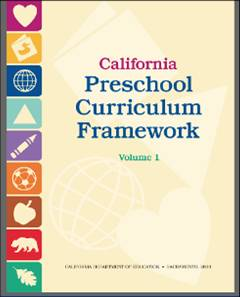 California
Preschool
Curriculum
Framework
Volume 1
CALIFORNIA DEPARTMENT OF EDUCATION • SACRAMENTO, 2010